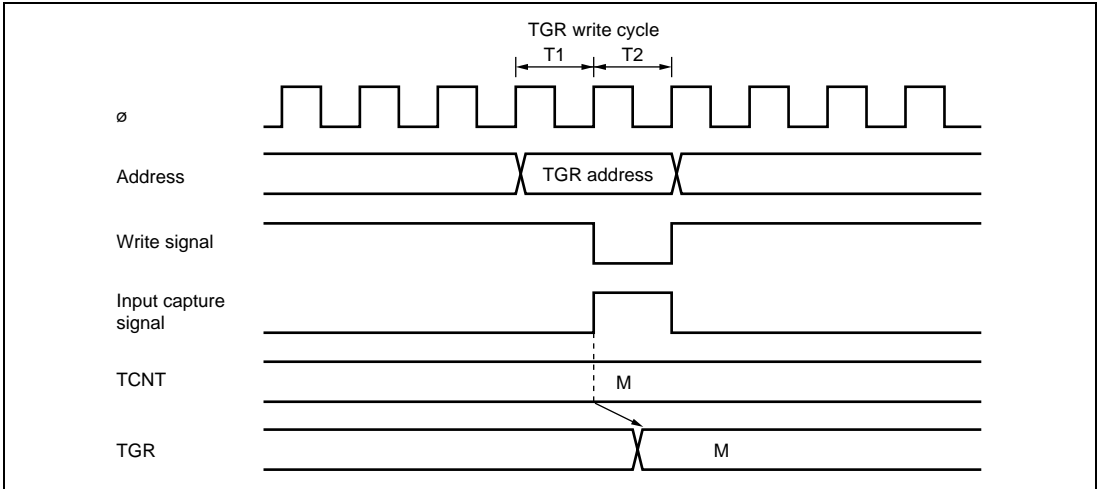 TGR write cycle
T1 T2
ø
Address
TGR address
Write signal
Input capture
signal
TCNT
M
TGR
M